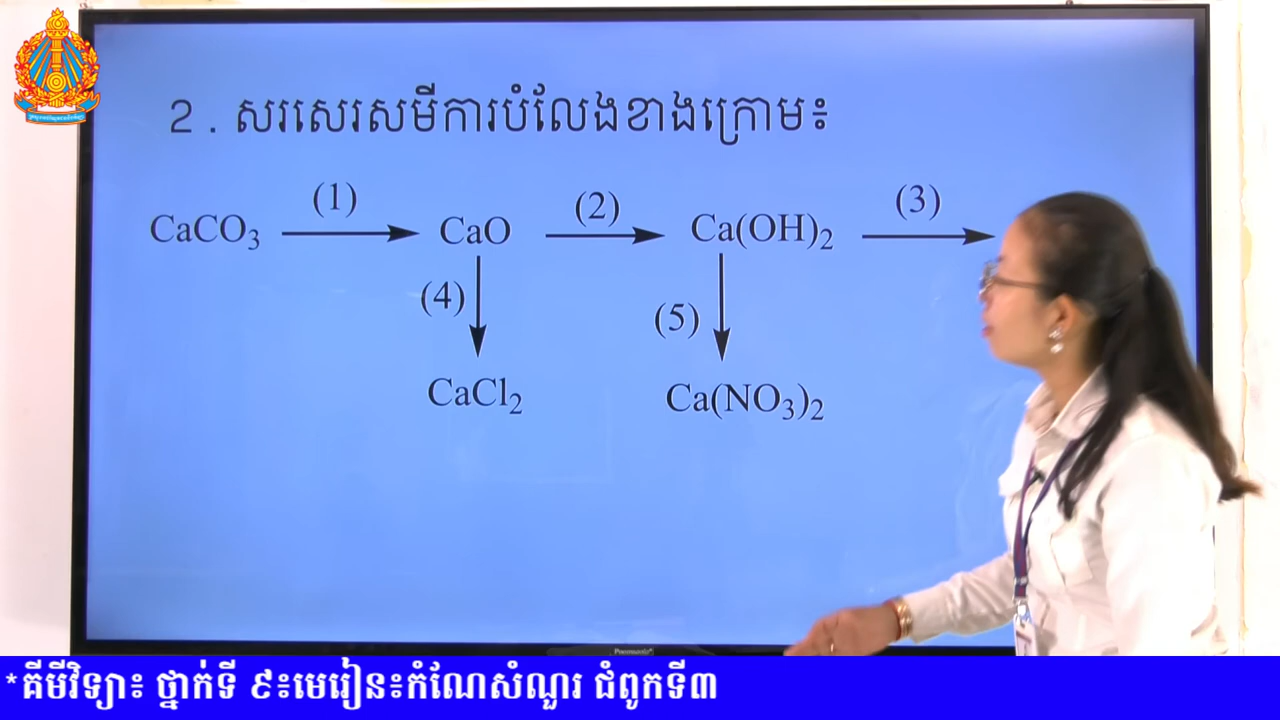 2 . សរសេរសមីការបំលែងខាងក្រោម៖
(1) (2) (3)
CaCO₃ CaO Ca(OH)₂
(4) (5)
CaCl₂ Ca(NO₃)₂
*គីមីវិទ្យា៖ ថ្នាក់ទី ៩៖មេរៀន៖កំណែសំណួរ ជំពូកទី៣